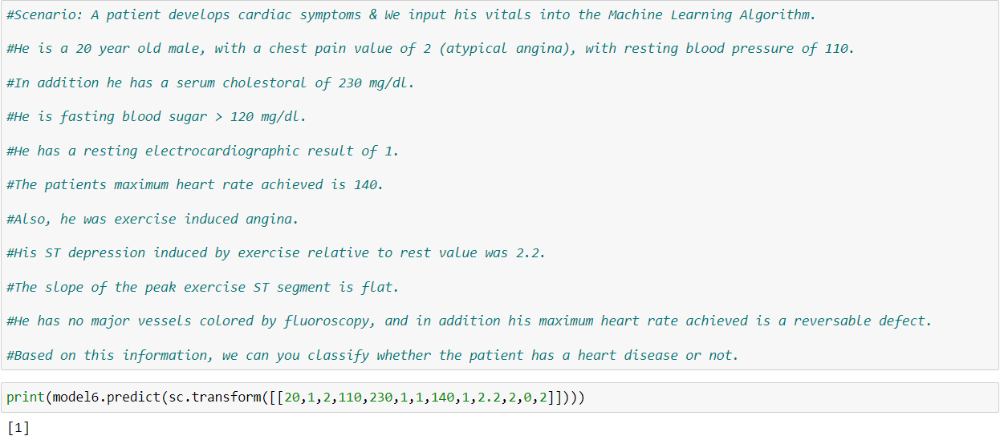 #Scenario: A patient develops cardiac symptoms & We input his vitals into the Machine Learning Algorithm.
#He is a 20 year old male, with a chest pain value of 2 (atypical angina), with resting blood pressure of 110.
#In addition he has a serum cholestoral of 230 mg/dl.
#He is fasting blood sugar > 120 mg/dl.
#He has a resting electrocardiographic result of 1.
#The patients maximum heart rate achieved is 140.
#Also, he was exercise induced angina.
#His ST depression induced by exercise relative to rest value was 2.2.
#The slope of the peak exercise ST segment is flat.
#He has no major vessels colored by fluoroscopy, and in addition his maximum heart rate achieved is a reversable defect.
#Based on this information, we can you classify whether the patient has a heart disease or not.
print(model6.predict(sc.transform([[20,1,2,110,230,1,1,140,1,2.2,2,0,2]])))
[1]